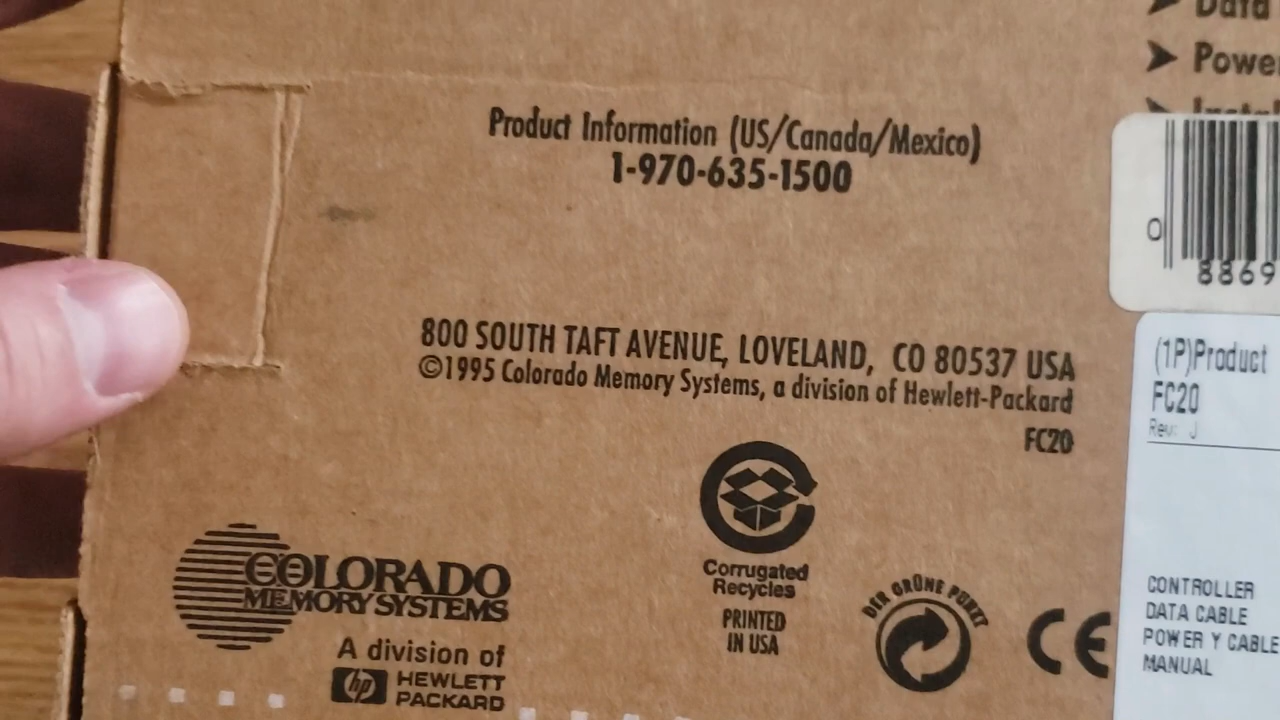 Data
Powe
Product Information (US/Canada/Mexico)
1-970-635-1500
0
8869
800 SOUTH TAFT AVENUE, LOVELAND, CO 80537 USA
©1995 Colorado Memory Systems, a division of Hewlett-Packard
FC20
(1P)Product
FC20
Rev: J
Corrugated
Recycles
PRINTED
IN USA
DER GRÜNE PUNKT
CE
COLORADO
MEMORY SYSTEMS
A division of
hp HEWLETT
PACKARD
CONTROLLER
DATA CABLE
POWER Y CABLE
MANUAL